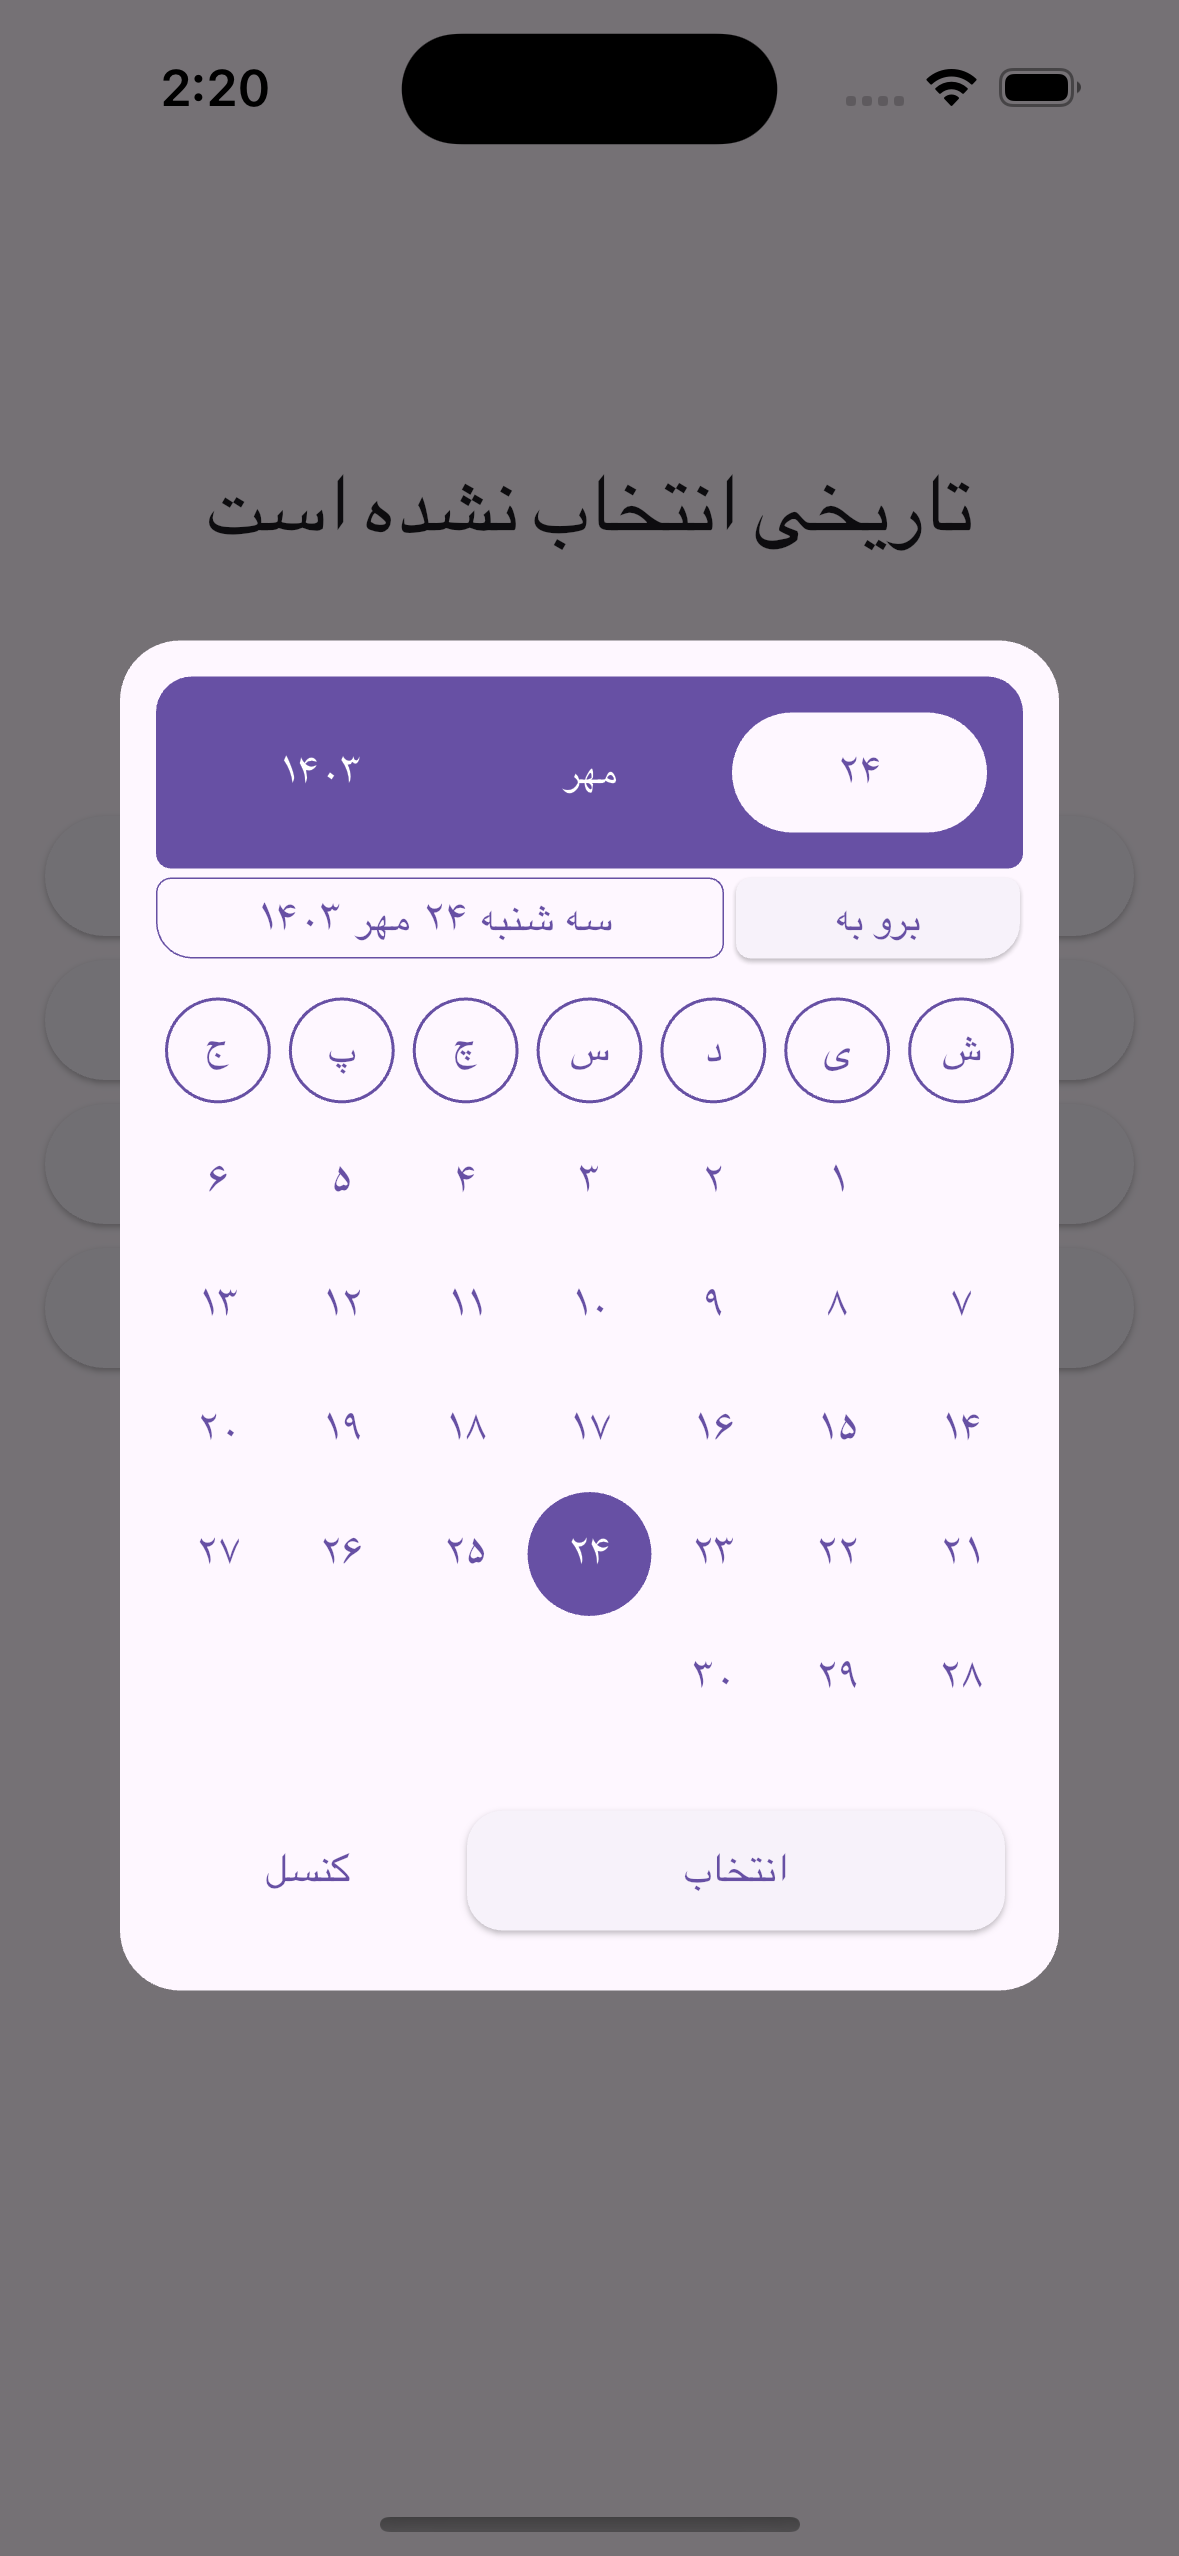 2:20
تاریخی انتخاب نشده است
۲۴ مهر ۱۴۰۳
برو به سه شنبه ۲۴ مهر ۱۴۰۳
ش ی د س چ پ ج
۱ ۲ ۳ ۴ ۵ ۶
۷ ۸ ۹ ۱۰ ۱۱ ۱۲ ۱۳
۱۴ ۱۵ ۱۶ ۱۷ ۱۸ ۱۹ ۲۰
۲۱ ۲۲ ۲۳ ۲۴ ۲۵ ۲۶ ۲۷
۲۸ ۲۹ ۳۰
انتخاب کنسل